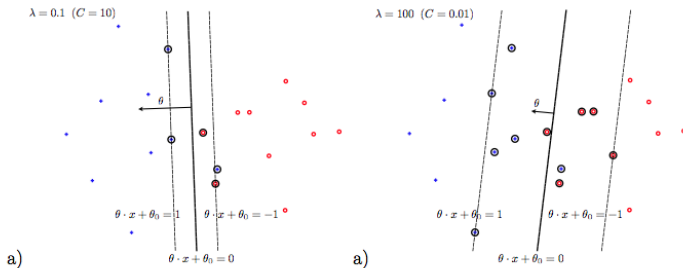 λ = 0.1 (C = 10)
θ
θ · x + θ₀ = 1
θ · x + θ₀ = −1
a)
θ · x + θ₀ = 0
λ = 100 (C = 0.01)
θ
θ · x + θ₀ = 1
θ · x + θ₀ = −1
a)
θ · x + θ₀ = 0